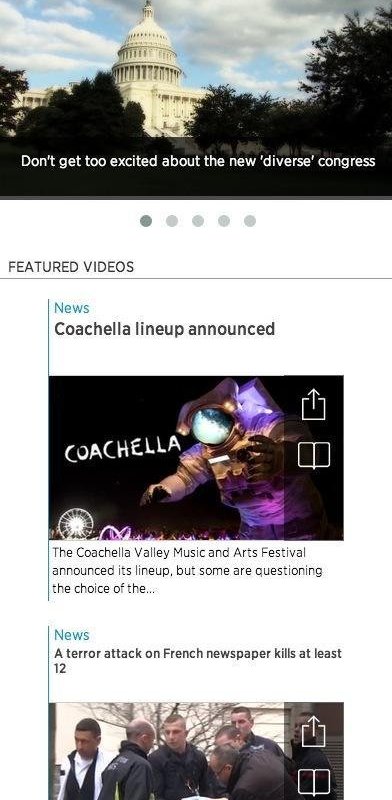 Don't get too excited about the new 'diverse' congress
FEATURED VIDEOS
News
Coachella lineup announced
COACHELLA
The Coachella Valley Music and Arts Festival
announced its lineup, but some are questioning
the choice of the...
News
A terror attack on French newspaper kills at least
12